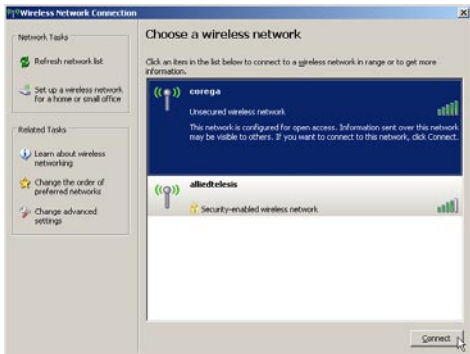 Wireless Network Connection
Network Tasks
Refresh network list
Set up a wireless network
for a home or small office
Related Tasks
Learn about wireless
networking
Change the order of
preferred networks
Change advanced
settings
Choose a wireless network
Click an item in the list below to connect to a wireless network in range or to get more
information.
corega
Unsecured wireless network
This network is configured for open access. Information sent over this network
may be visible to others. If you want to connect to this network, click Connect.
alliedtelesis
Security-enabled wireless network
Connect